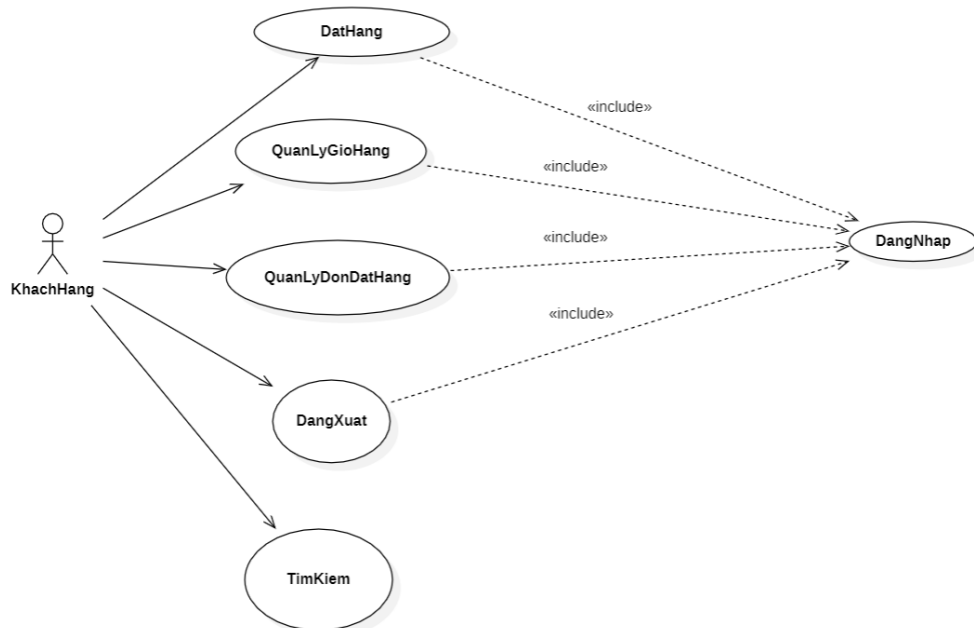 DatHang
«include»
QuanLyGioHang
«include»
KhachHang
QuanLyDonDatHang
«include»
DangNhap
«include»
DangXuat
TimKiem